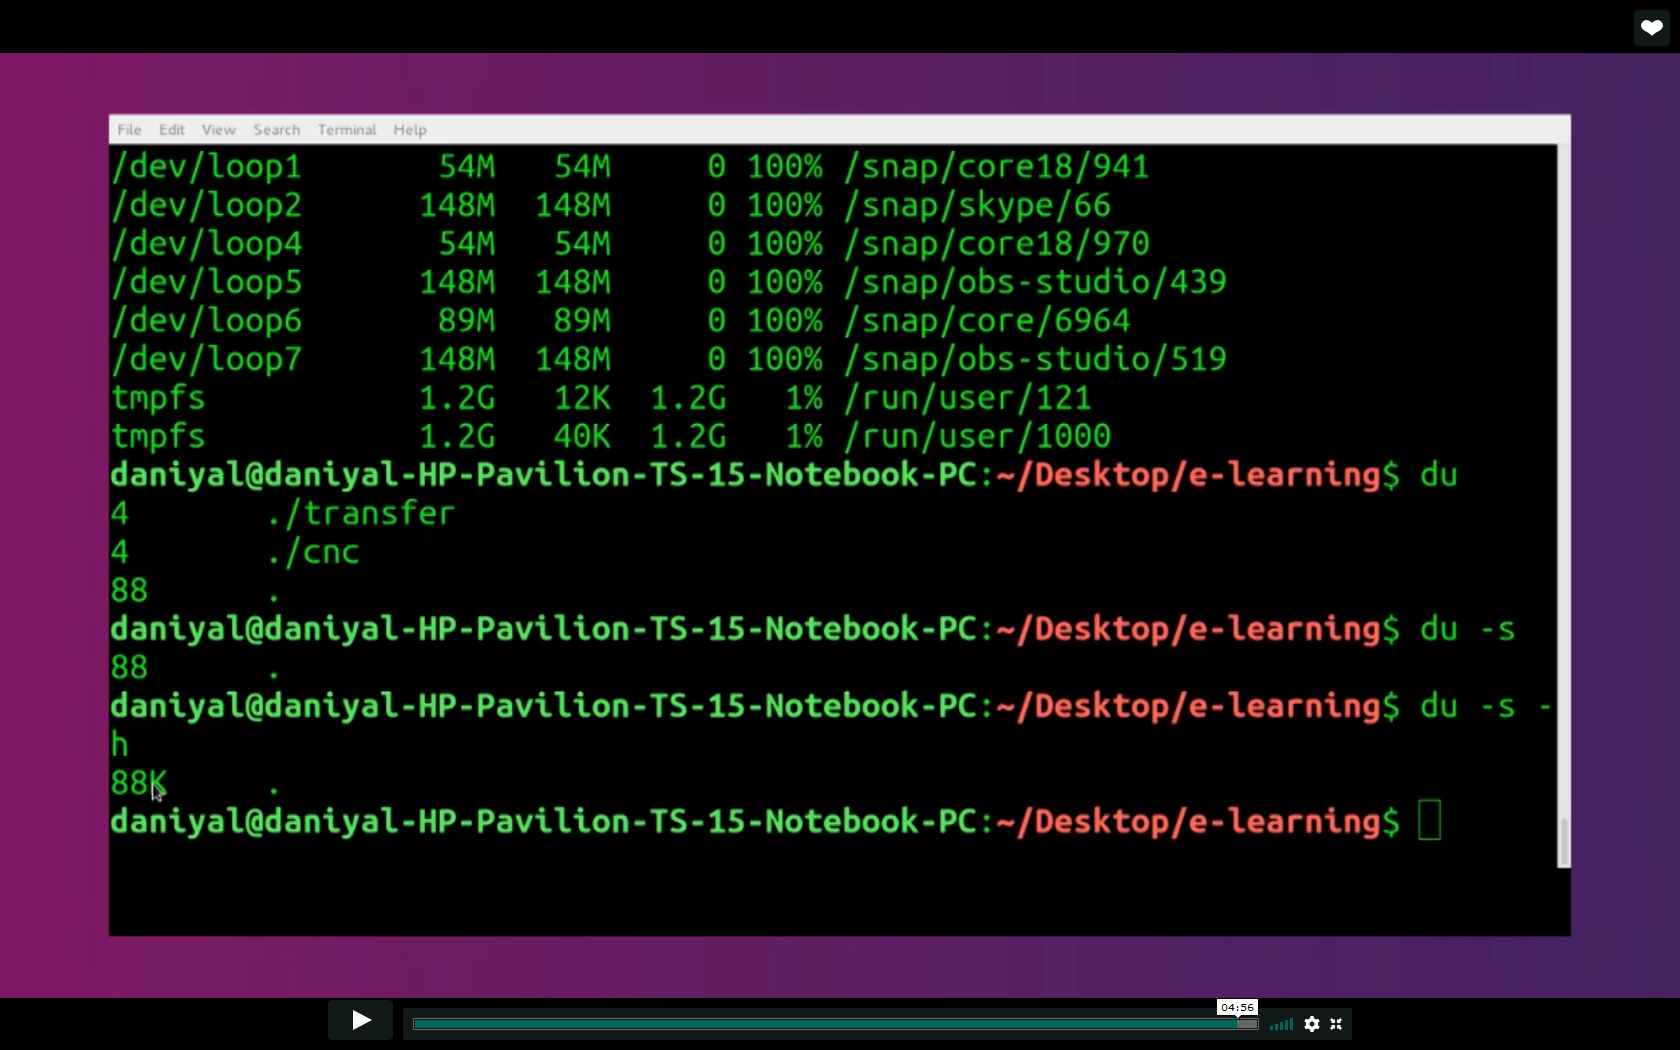 File Edit View Search Terminal Help
/dev/loop1 54M 54M 0 100% /snap/core18/941
/dev/loop2 148M 148M 0 100% /snap/skype/66
/dev/loop4 54M 54M 0 100% /snap/core18/970
/dev/loop5 148M 148M 0 100% /snap/obs-studio/439
/dev/loop6 89M 89M 0 100% /snap/core/6964
/dev/loop7 148M 148M 0 100% /snap/obs-studio/519
tmpfs 1.2G 12K 1.2G 1% /run/user/121
tmpfs 1.2G 40K 1.2G 1% /run/user/1000
daniyal@daniyal-HP-Pavilion-TS-15-Notebook-PC:~/Desktop/e-learning$ du
4 ./transfer
4 ./cnc
88 .
daniyal@daniyal-HP-Pavilion-TS-15-Notebook-PC:~/Desktop/e-learning$ du -s
88 .
daniyal@daniyal-HP-Pavilion-TS-15-Notebook-PC:~/Desktop/e-learning$ du -s -
h
88K .
daniyal@daniyal-HP-Pavilion-TS-15-Notebook-PC:~/Desktop/e-learning$
04:56